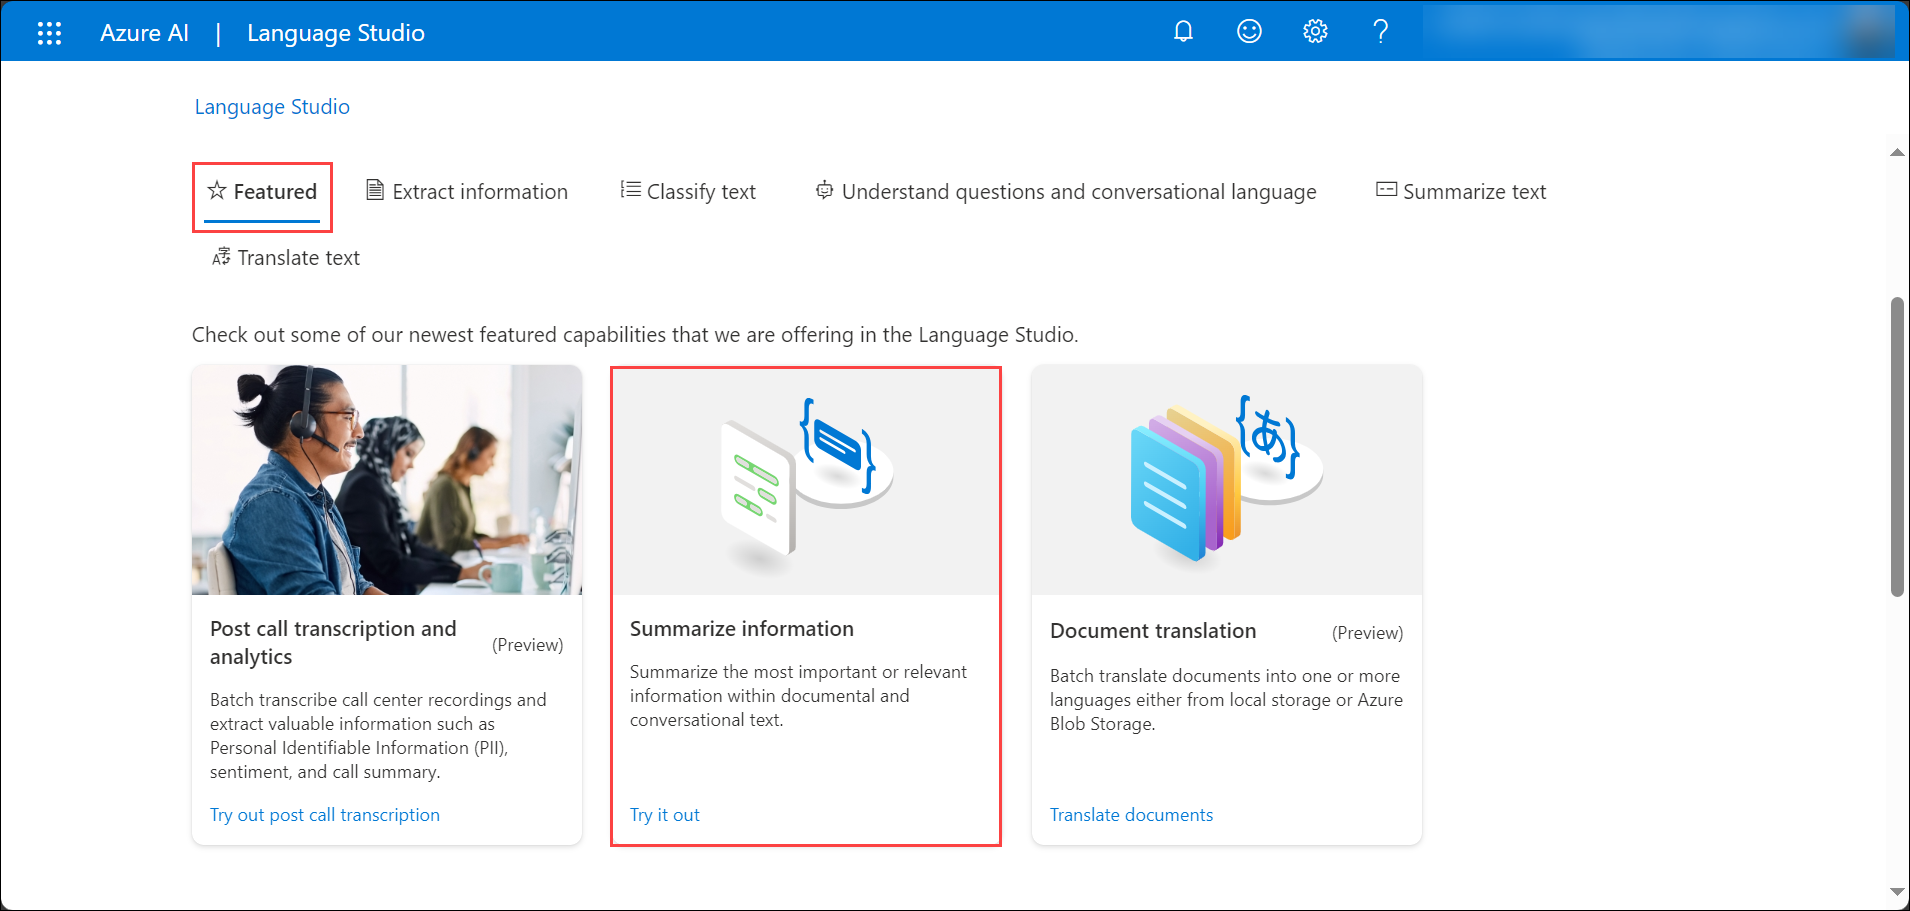 Azure AI | Language Studio
Language Studio
Featured Extract information Classify text Understand questions and conversational language Summarize text
Translate text
Check out some of our newest featured capabilities that we are offering in the Language Studio.
Post call transcription and
analytics
(Preview)
Batch transcribe call center recordings and
extract valuable information such as
Personal Identifiable Information (PII),
sentiment, and call summary.
Try out post call transcription
Summarize information
Summarize the most important or relevant
information within documental and
conversational text.
Try it out
Document translation (Preview)
Batch translate documents into one or more
languages either from local storage or Azure
Blob Storage.
Translate documents